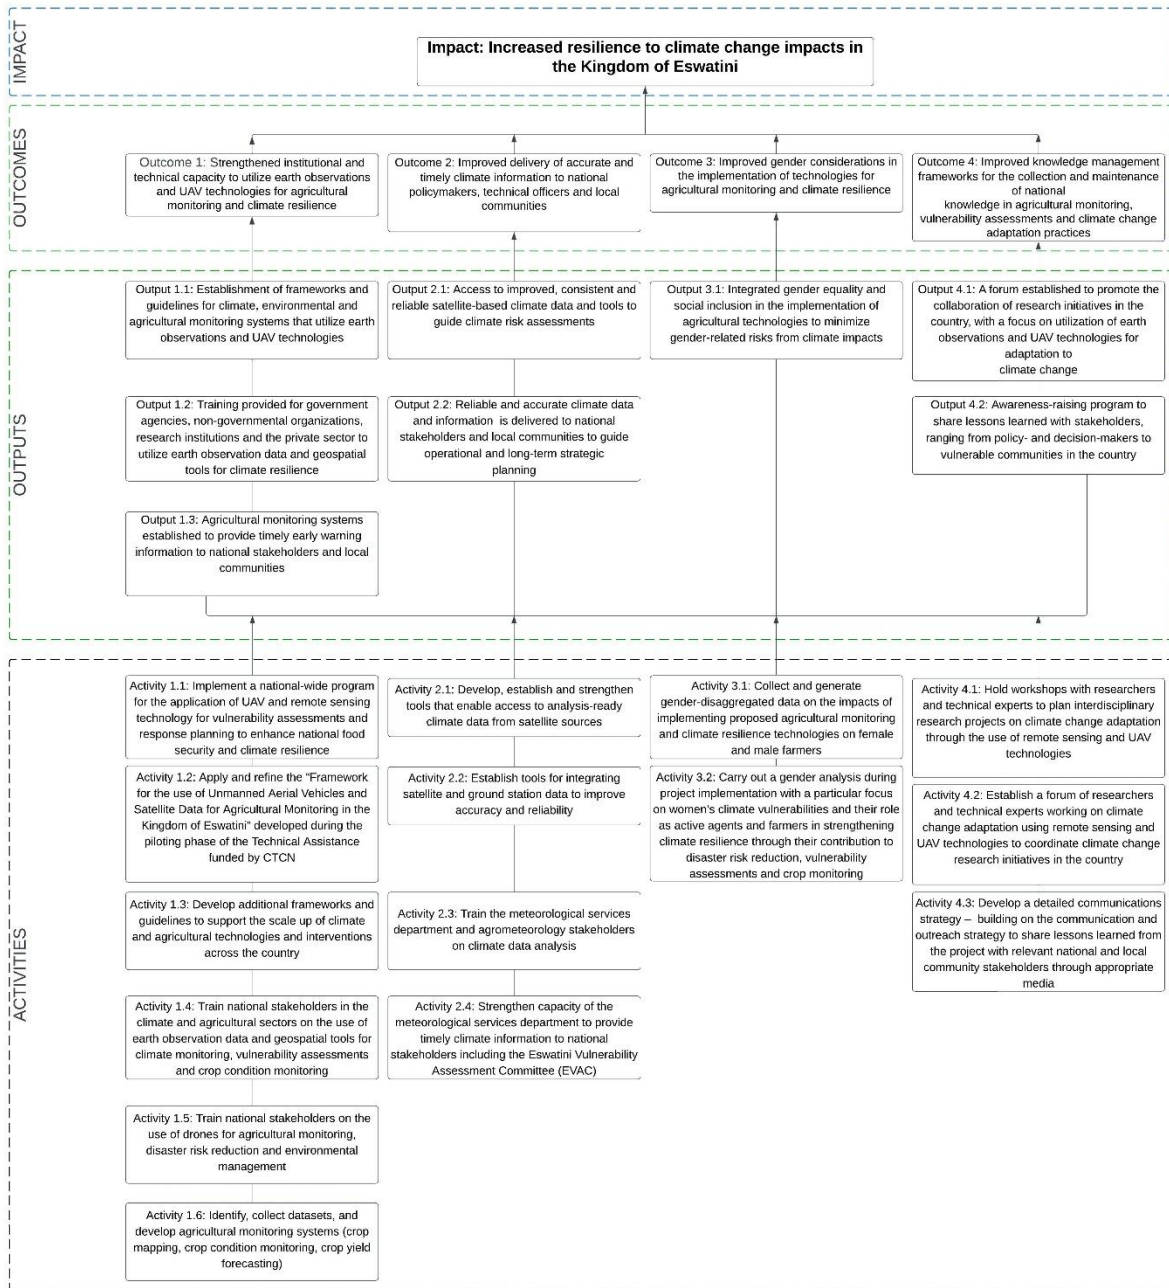 IMPACT
Impact: Increased resilience to climate change impacts in
the Kingdom of Eswatini
OUTCOMES
Outcome 1: Strengthened institutional and
technical capacity to utilize earth observations
and UAV technologies for agricultural
monitoring and climate resilience
Outcome 2: Improved delivery of accurate and
timely climate information to national
policymakers, technical officers and local
communities
Outcome 3: Improved gender considerations in
the implementation of technologies for
agricultural monitoring and climate resilience
Outcome 4: Improved knowledge management
frameworks for the collection and maintenance
of national
knowledge in agricultural monitoring,
vulnerability assessments and climate change
adaptation practices
OUTPUTS
Output 1.1: Establishment of frameworks and
guidelines for climate, environmental and
agricultural monitoring systems that utilize earth
observations and UAV technologies
Output 2.1: Access to improved, consistent and
reliable satellite-based climate data and tools to
guide climate risk assessments
Output 3.1: Integrated gender equality and
social inclusion in the implementation of
agricultural technologies to minimize
gender-related risks from climate impacts
Output 4.1: A forum established to promote the
collaboration of research initiatives in the
country, with a focus on utilization of earth
observations and UAV technologies for
adaptation to
climate change
Output 1.2: Training provided for government
agencies, non-governmental organizations,
research institutions and the private sector to
utilize earth observation data and geospatial
tools for climate resilience
Output 2.2: Reliable and accurate climate data
and information is delivered to national
stakeholders and local communities to guide
operational and long-term strategic
planning
Output 4.2: Awareness-raising program to
share lessons learned with stakeholders,
ranging from policy- and decision-makers to
vulnerable communities in the country
Output 1.3: Agricultural monitoring systems
established to provide timely early warning
information to national stakeholders and local
communities
ACTIVITIES
Activity 1.1: Implement a national-wide program
for the application of UAV and remote sensing
technology for vulnerability assessments and
response planning to enhance national food
security and climate resilience
Activity 2.1: Develop, establish and strengthen
tools that enable access to analysis-ready
climate data from satellite sources
Activity 3.1: Collect and generate
gender-disaggregated data on the impacts of
implementing proposed agricultural monitoring
and climate resilience technologies on female
and male farmers
Activity 4.1: Hold workshops with researchers
and technical experts to plan interdisciplinary
research projects on climate change adaptation
through the use of remote sensing and UAV
technologies
Activity 1.2: Apply and refine the "Framework
for the use of Unmanned Aerial Vehicles and
Satellite Data for Agricultural Monitoring in the
Kingdom of Eswatini" developed during the
piloting phase of the Technical Assistance
funded by CTCN
Activity 2.2: Establish tools for integrating
satellite and ground station data to improve
accuracy and reliability
Activity 3.2: Carry out a gender analysis during
project implementation with a particular focus
on women's climate vulnerabilities and their role
as active agents and farmers in strengthening
climate resilience through their contribution to
disaster risk reduction, vulnerability
assessments and crop monitoring
Activity 4.2: Establish a forum of researchers
and technical experts working on climate
change adaptation using remote sensing and
UAV technologies to coordinate climate change
research initiatives in the country
Activity 1.3: Develop additional frameworks and
guidelines to support the scale up of climate
and agricultural technologies and interventions
across the country
Activity 2.3: Train the meteorological services
department and agrometeorology stakeholders
on climate data analysis
Activity 4.3: Develop a detailed communications
strategy – building on the communication and
outreach strategy to share lessons learned from
the project with relevant national and local
community stakeholders through appropriate
media
Activity 1.4: Train national stakeholders in the
climate and agricultural sectors on the use of
earth observation data and geospatial tools for
climate monitoring, vulnerability assessments
and crop condition monitoring
Activity 2.4: Strengthen capacity of the
meteorological services department to provide
timely climate information to national
stakeholders including the Eswatini Vulnerability
Assessment Committee (EVAC)
Activity 1.5: Train national stakeholders on the
use of drones for agricultural monitoring,
disaster risk reduction and environmental
management
Activity 1.6: Identify, collect datasets, and
develop agricultural monitoring systems (crop
mapping, crop condition monitoring, crop yield
forecasting)